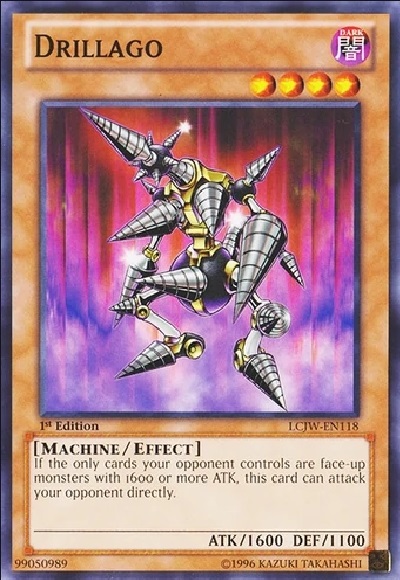 DRILLAGO
DARK
闇
1st Edition
LCJW-EN118
[MACHINE/EFFECT]
If the only cards your opponent controls are face-up
monsters with 1600 or more ATK, this card can attack
your opponent directly.
ATK/1600 DEF/1100
99050989
©1996 KAZUKI TAKAHASHI